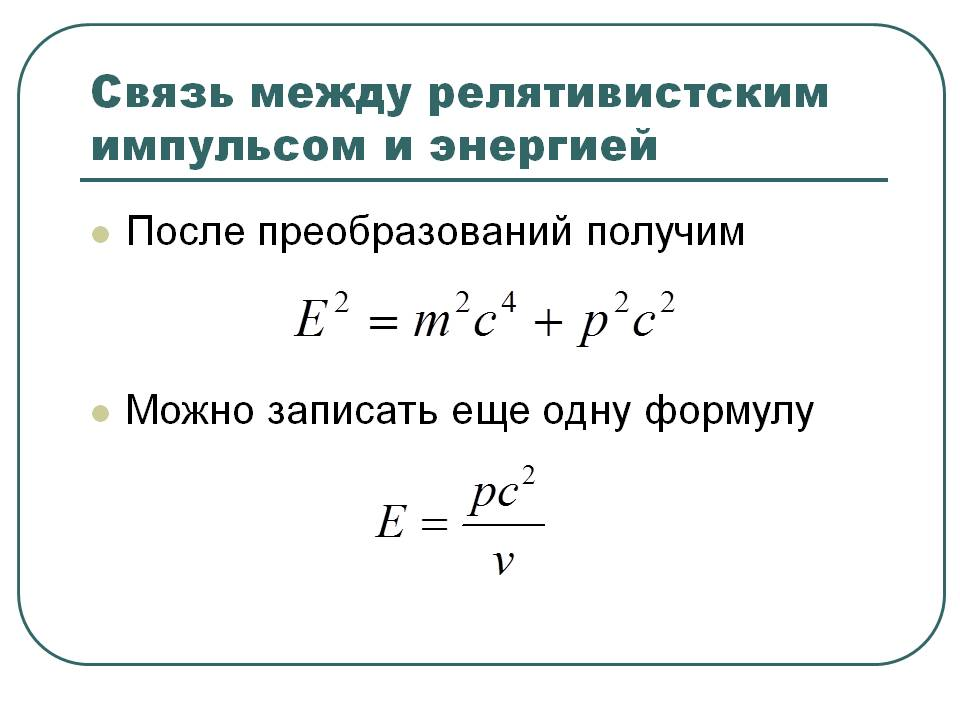 Связь между релятивистским
импульсом и энергией
После преобразований получим
E² = m²c⁴ + p²c²
Можно записать еще одну формулу
E = pc²/v